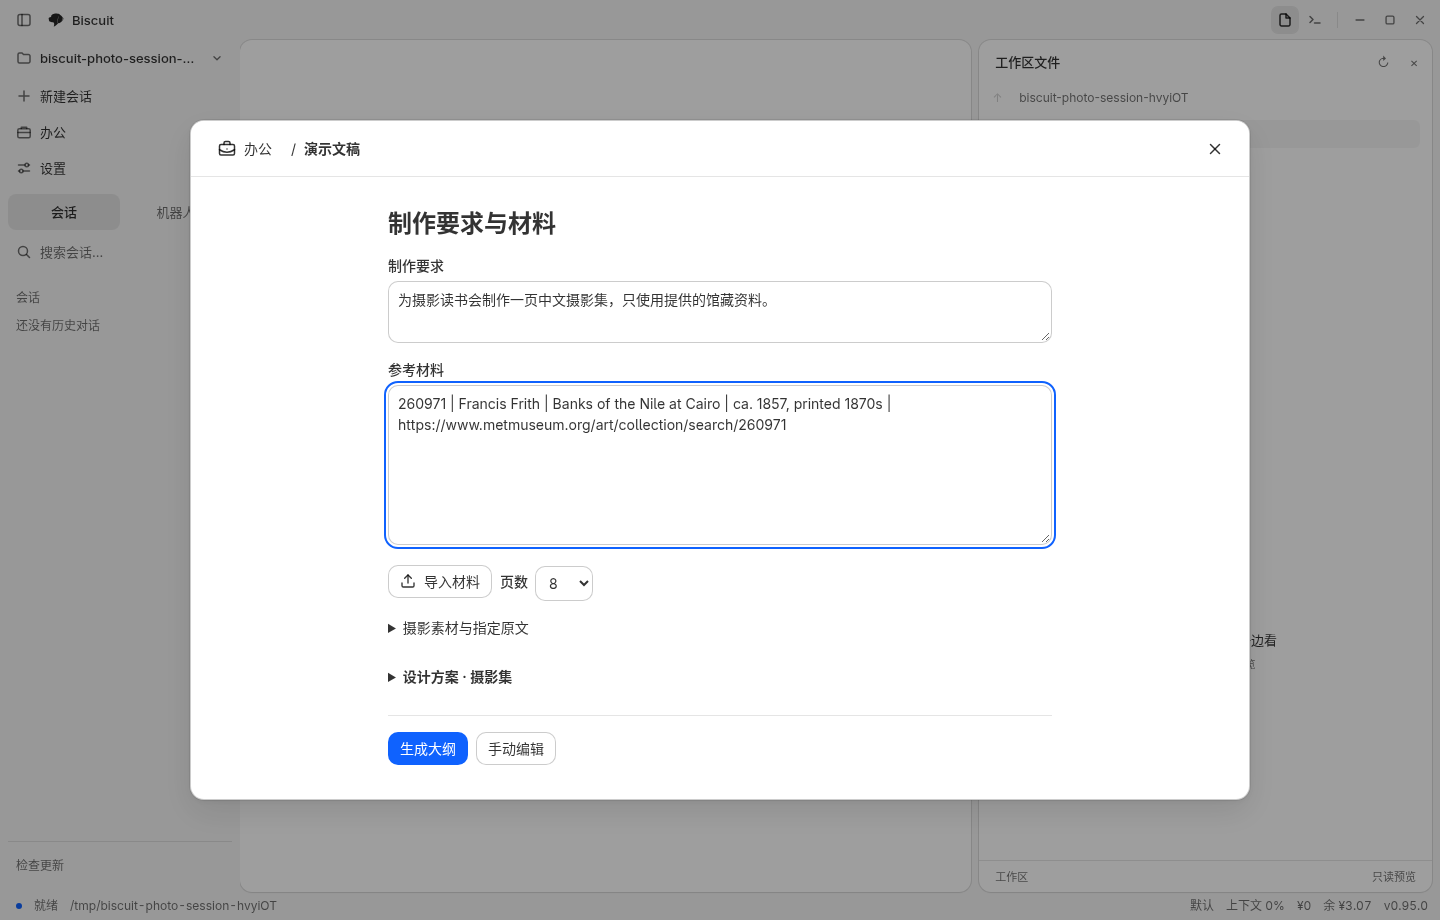 Biscuit
biscuit-photo-session-...
新建会话
办公
设置
会话
机器人
搜索会话...
会话
还没有历史对话
检查更新
就绪 /tmp/biscuit-photo-session-hvyiOT
办公 / 演示文稿
制作要求与材料
制作要求
为摄影读书会制作一页中文摄影集，只使用提供的馆藏资料。
参考材料
260971 | Francis Frith | Banks of the Nile at Cairo | ca. 1857, printed 1870s |
https://www.metmuseum.org/art/collection/search/260971
导入材料 页数 8
摄影素材与指定原文
设计方案 · 摄影集
生成大纲 手动编辑
工作区文件
biscuit-photo-session-hvyiOT
边看
工作区 只读预览
默认 上下文 0% ¥0 余 ¥3.07 v0.95.0